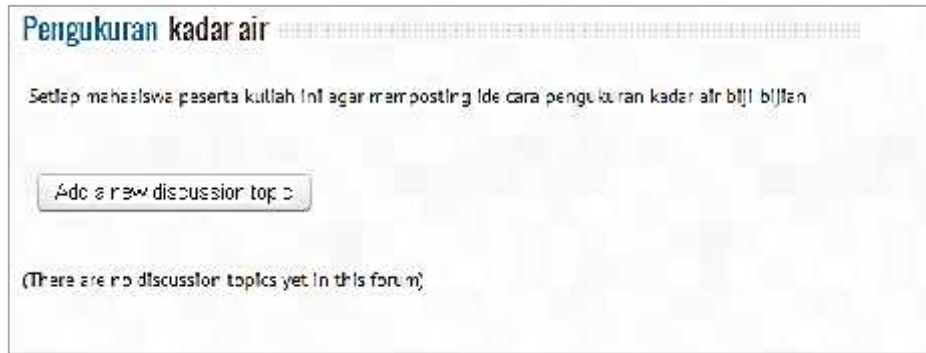 Pengukuran kadar air
Setiap mahasiswa peserta kuliah ini agar memposting ide cara pengukuran kadar air biji bijian
Add a new discussion topic
(There are no discussion topics yet in this forum)